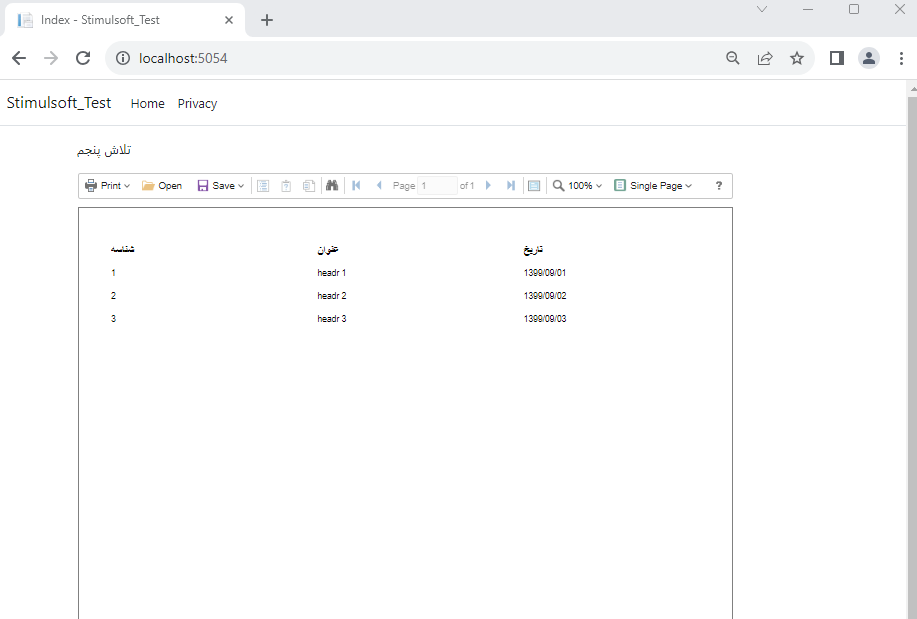 Index - Stimulsoft_Test
localhost:5054
Stimulsoft_Test Home Privacy
تلاش پنجم
Print Open Save Page 1 of 1 100% Single Page ?
شناسه عنوان تاریخ
1 headr 1 1399/09/01
2 headr 2 1399/09/02
3 headr 3 1399/09/03